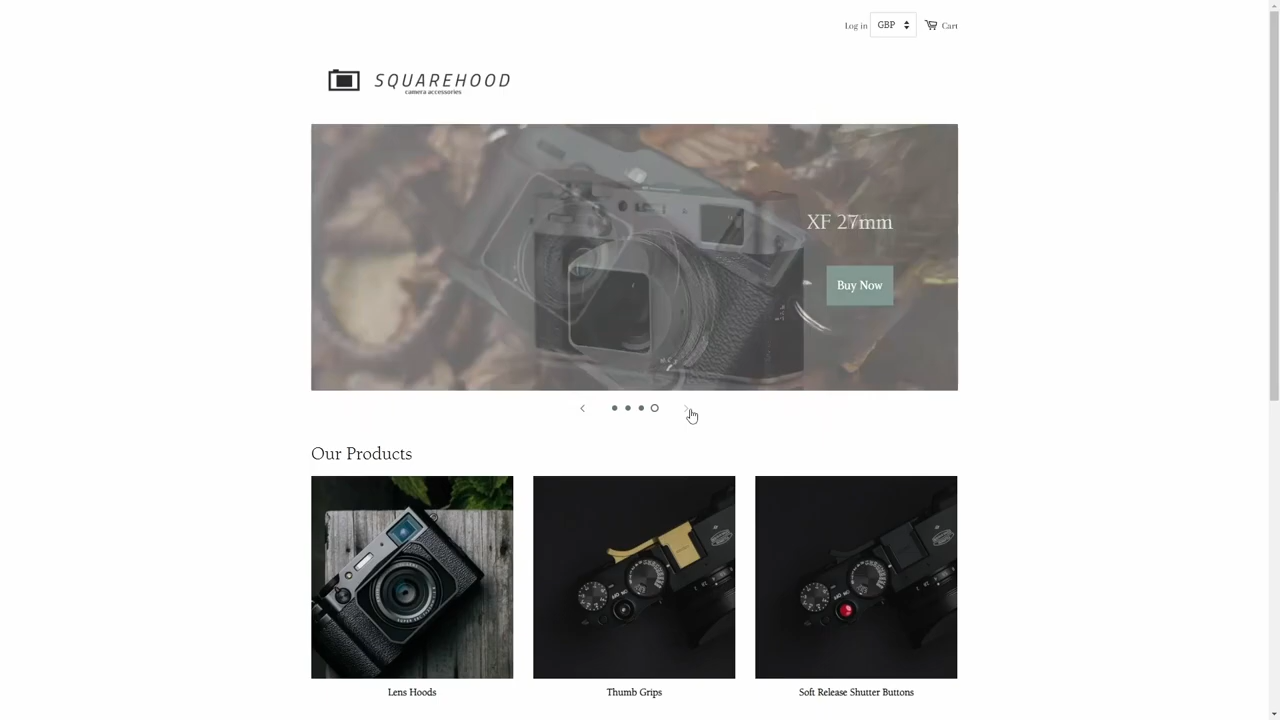 Log in
GBP
Cart
SQUAREHOOD
camera accessories
XF 27mm
Buy Now
Our Products
Lens Hoods
Thumb Grips
Soft Release Shutter Buttons